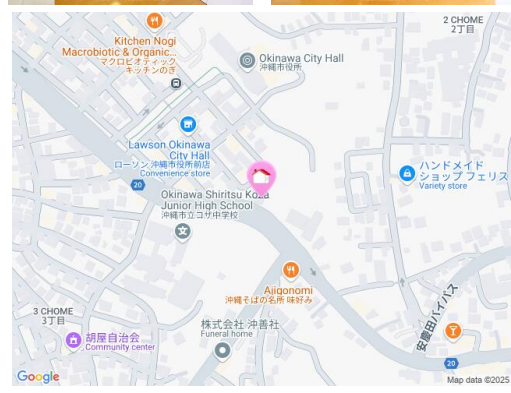 2 CHOME
2丁目
Kitchen Nogi
Macrobiotic & Organic...
マクロビオティック
キッチンのぎ
Okinawa City Hall
沖縄市役所
Lawson Okinawa
City Hall
ローソン 沖縄市役所前店
Convenience store
ハンドメイド
ショップ フェリス
Variety store
20
Okinawa Shiritsu Koza
Junior High School
沖縄市立コザ中学校
Ajigonomi
沖縄そばの名所 味好み
3 CHOME
3丁目
株式会社 沖善社
Funeral home
安慶田バイパス
胡屋自治会
Community center
20
Google
Map data ©2025